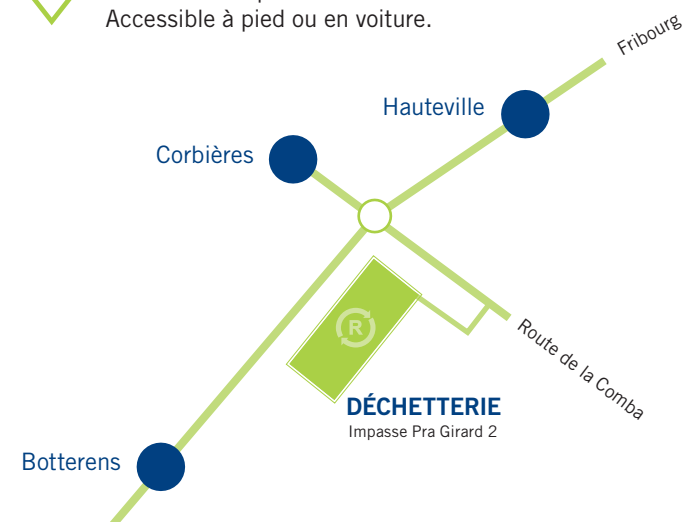 Accessible à pied ou en voiture.
Fribourg
Hauteville
Corbières
R
Route de la Comba
DÉCHETTERIE
Impasse Pra Girard 2
Botterens